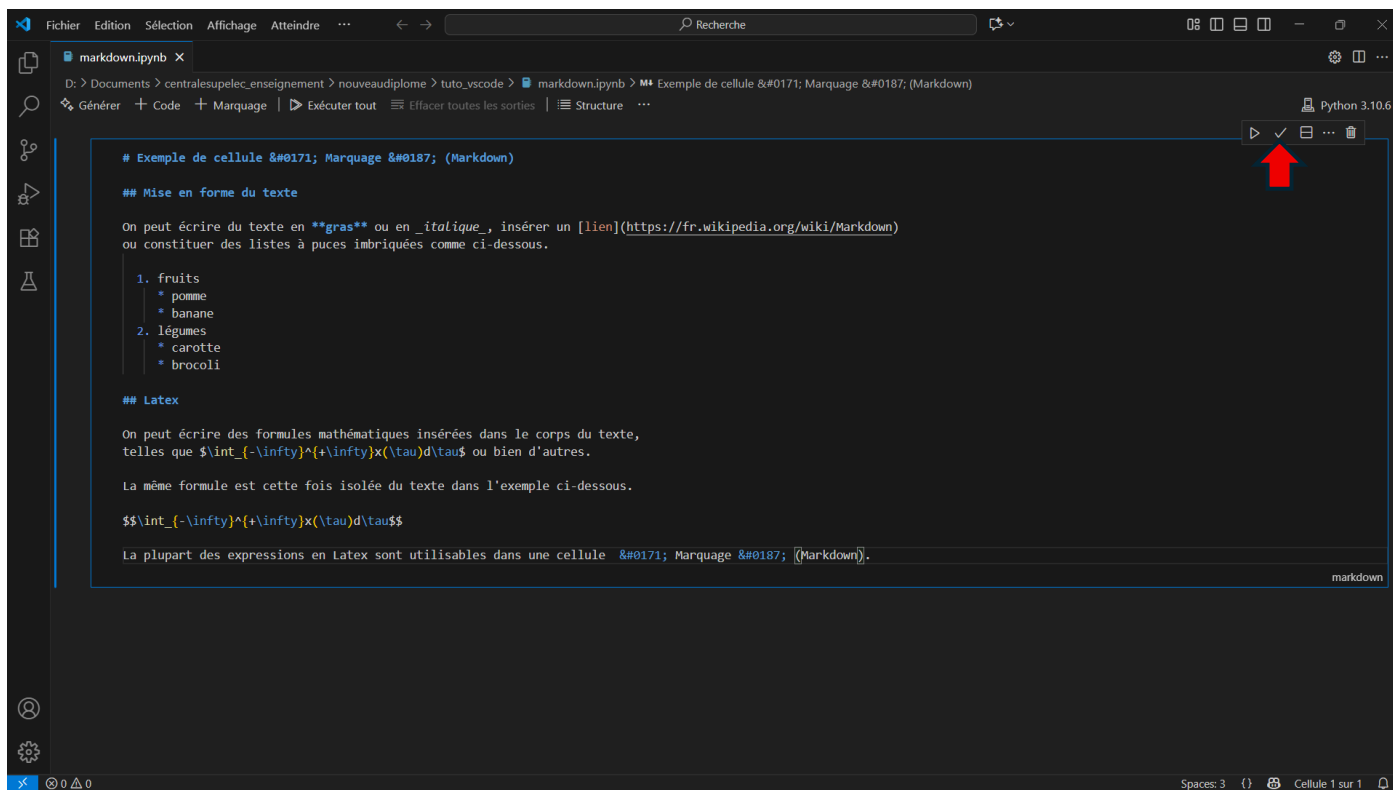 Fichier Edition Sélection Affichage Atteindre ··· Recherche
markdown.ipynb
D: > Documents > centralesupelec_enseignement > nouveaudiplome > tuto_vscode > markdown.ipynb > M↓ Exemple de cellule &#0171; Marquage &#0187; (Markdown)
Générer + Code + Marquage | Exécuter tout Effacer toutes les sorties | Structure ··· Python 3.10.6
# Exemple de cellule &#0171; Marquage &#0187; (Markdown)
## Mise en forme du texte
On peut écrire du texte en **gras** ou en _italique_, insérer un [lien](https://fr.wikipedia.org/wiki/Markdown)
ou constituer des listes à puces imbriquées comme ci-dessous.
1. fruits
* pomme
* banane
2. légumes
* carotte
* brocoli
## Latex
On peut écrire des formules mathématiques insérées dans le corps du texte,
telles que $\int_{-\infty}^{+\infty}x(\tau)d\tau$ ou bien d'autres.
La même formule est cette fois isolée du texte dans l'exemple ci-dessous.
$$\int_{-\infty}^{+\infty}x(\tau)d\tau$$
La plupart des expressions en Latex sont utilisables dans une cellule  &#0171; Marquage &#0187; (Markdown).
markdown
0 0 Spaces: 3 {} Cellule 1 sur 1